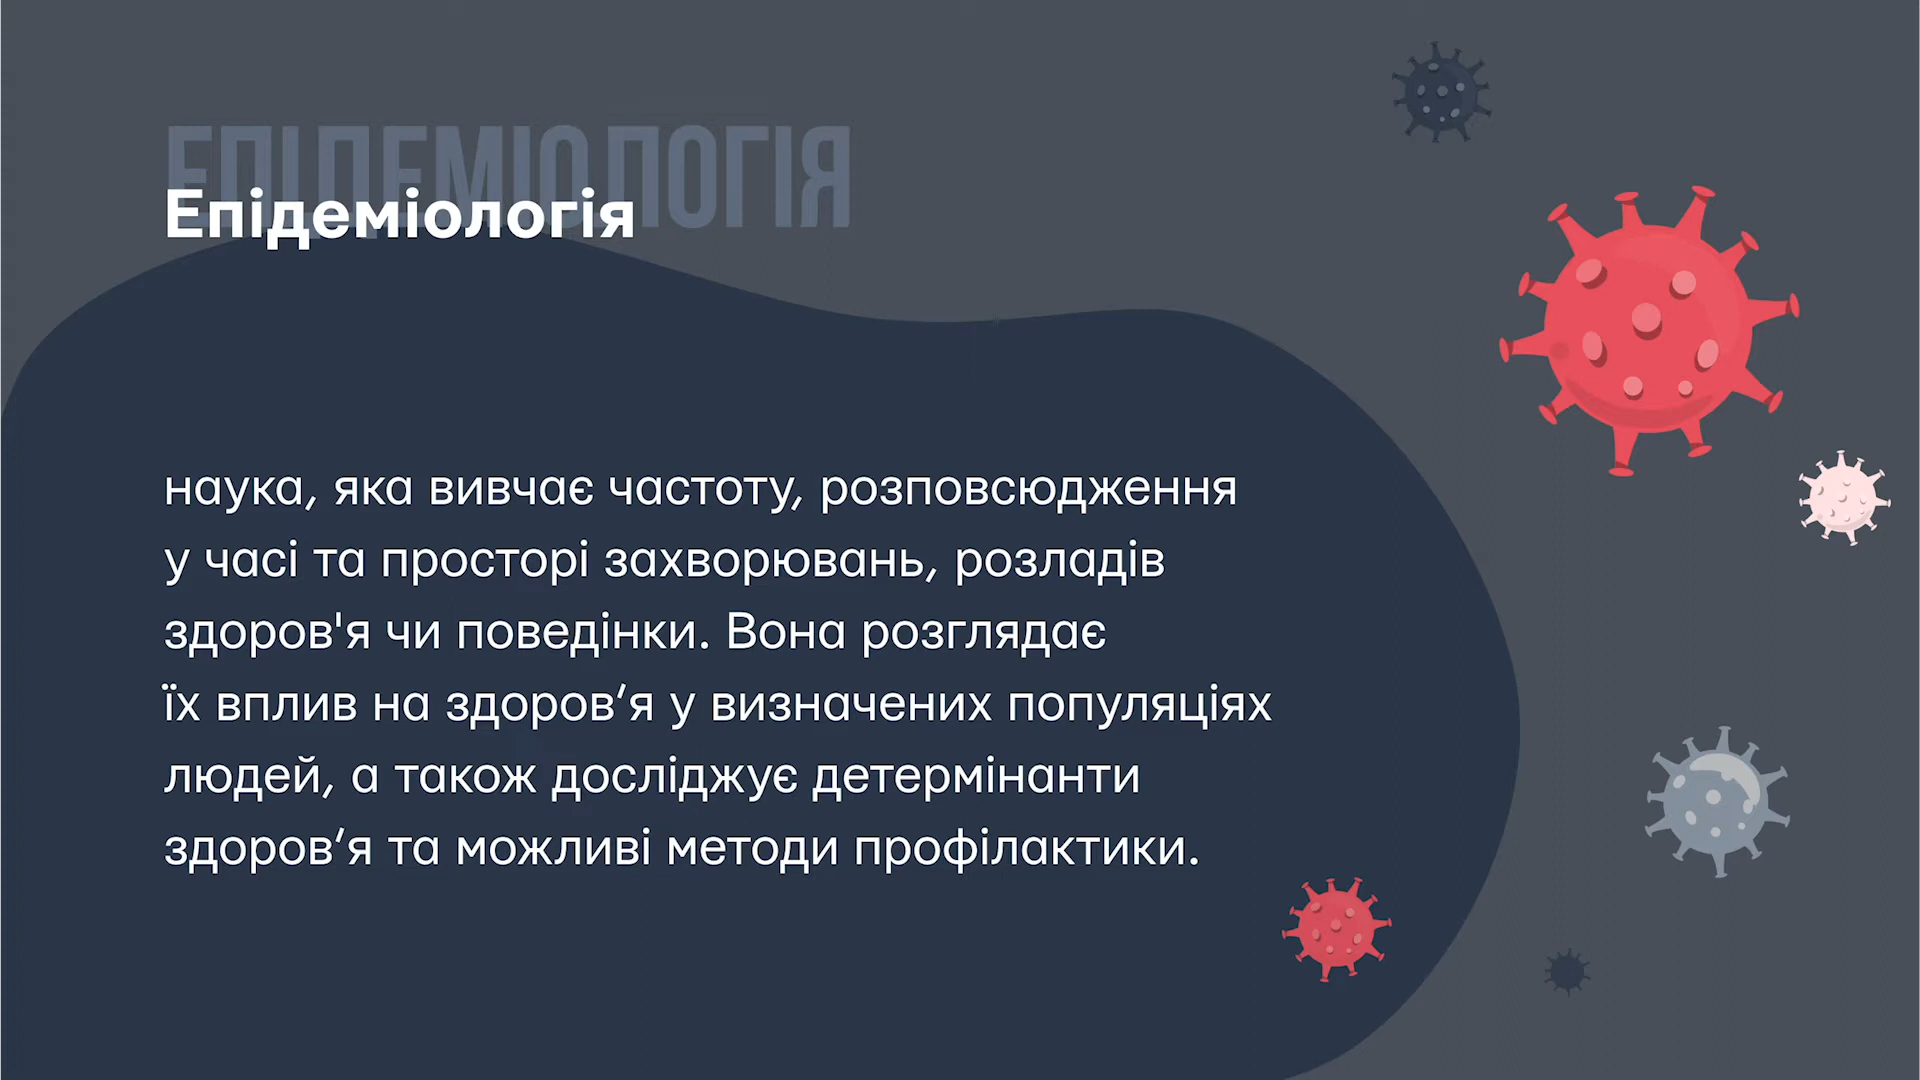 ЕПІДЕМІОЛОГІЯ
Епідеміологія
наука, яка вивчає частоту, розповсюдження
у часі та просторі захворювань, розладів
здоров'я чи поведінки. Вона розглядає
їх вплив на здоров’я у визначених популяціях
людей, а також досліджує детермінанти
здоров’я та можливі методи профілактики.